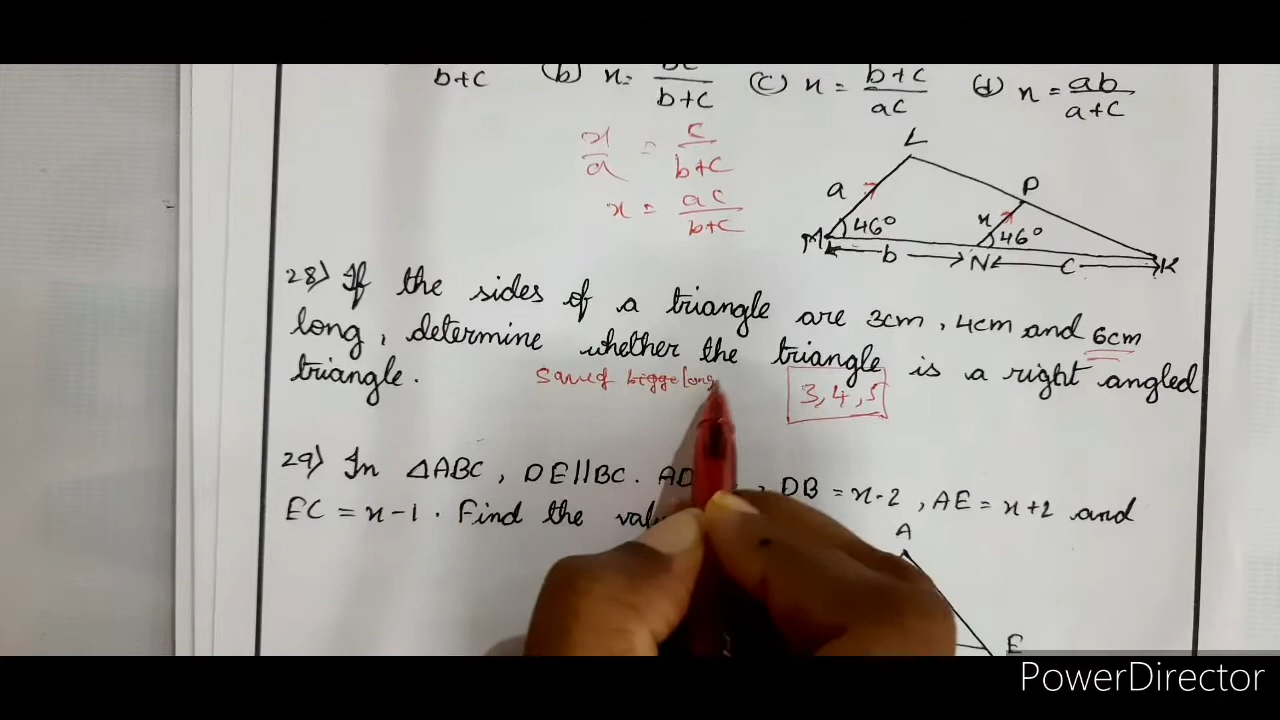 b+c (b) x = / b+c (c) x = b+c / ac (d) x = ab / a+c
x/a = c/b+c
x = ac/b+c
L
P
a
x
46°
46°
M
b
N
c
K
28) If the sides of a triangle are 3cm, 4cm and 6cm
long, determine whether the triangle is a right angled
triangle.
3, 4, 5
29) In △ABC, DE||BC. AD , DB = x-2, AE = x+2 and
EC = x-1. Find the
A
E
PowerDirector